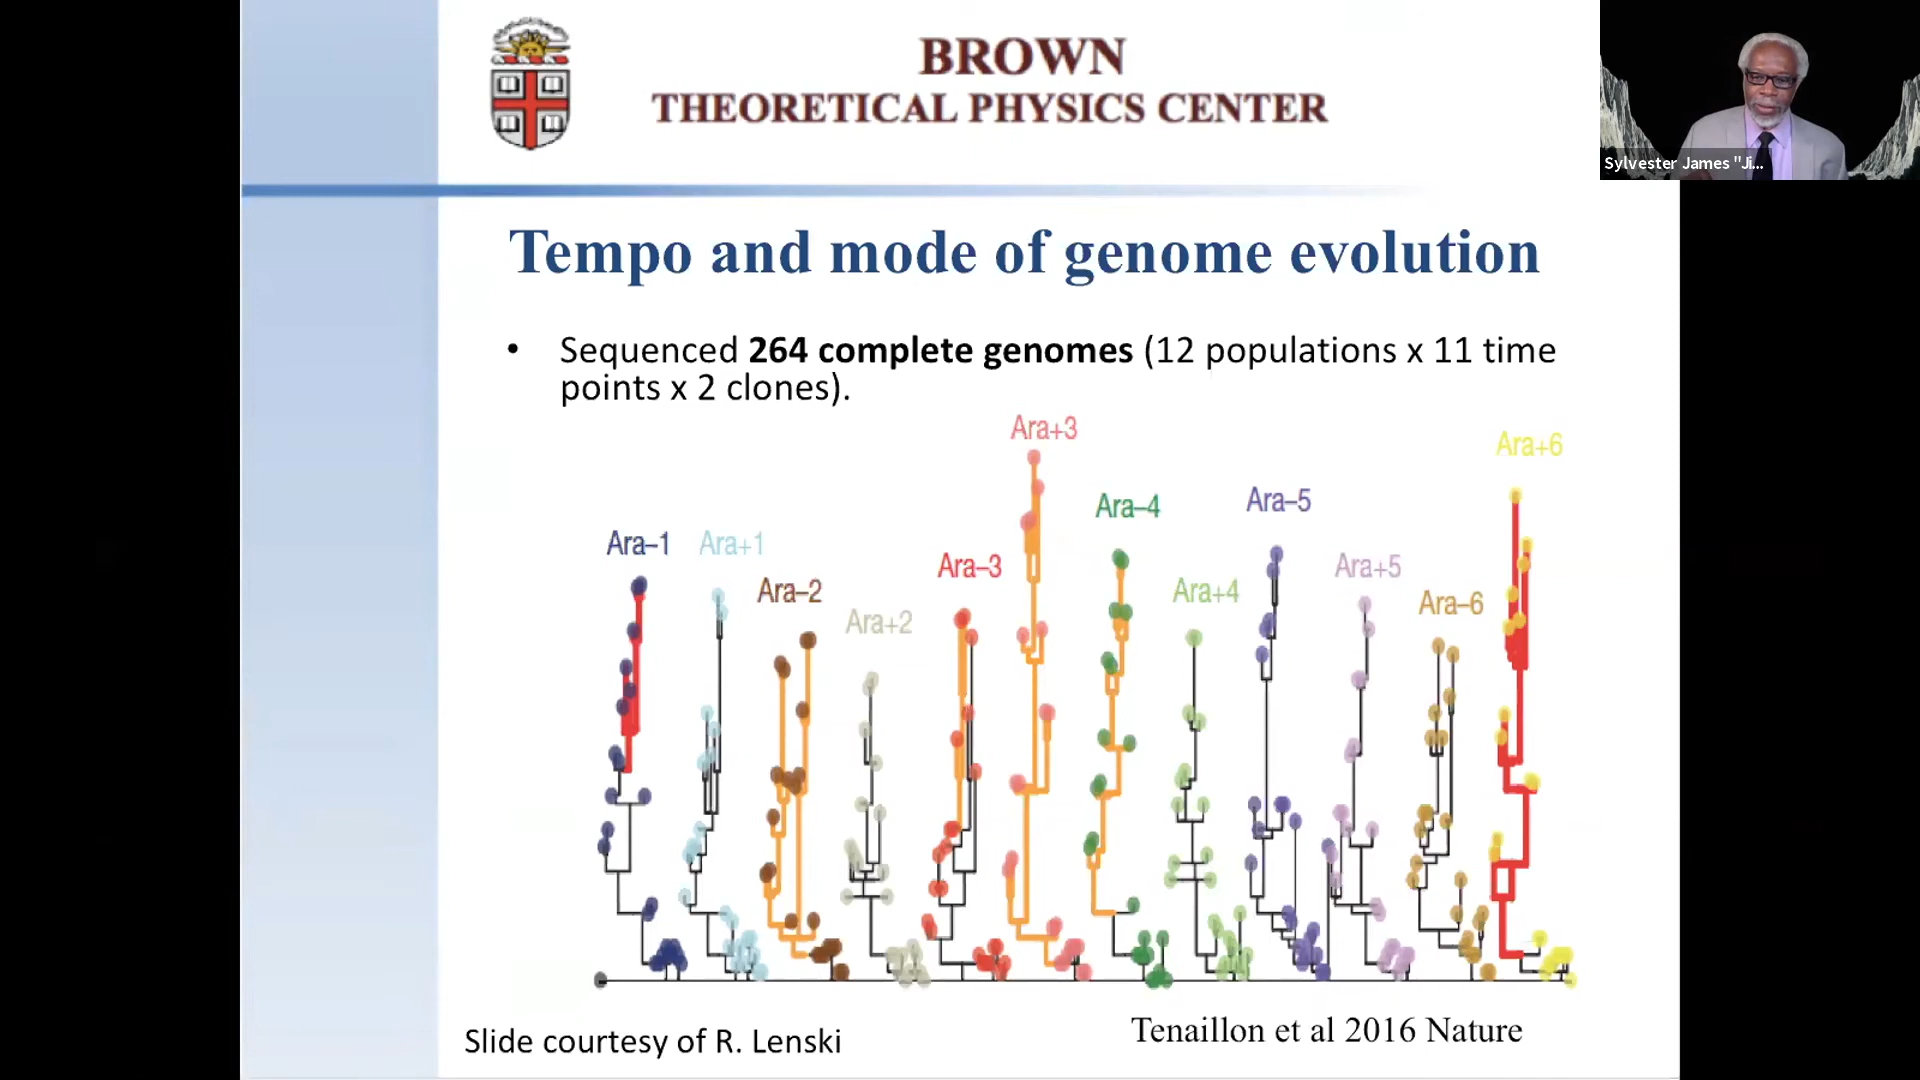 BROWN
THEORETICAL PHYSICS CENTER
Sylvester James "Ji...
Tempo and mode of genome evolution
• Sequenced 264 complete genomes (12 populations x 11 time
points x 2 clones).
Ara+3
Ara+6
Ara–4
Ara–5
Ara–1
Ara+1
Ara–3
Ara+5
Ara–2
Ara+4
Ara–6
Ara+2
Slide courtesy of R. Lenski
Tenaillon et al 2016 Nature